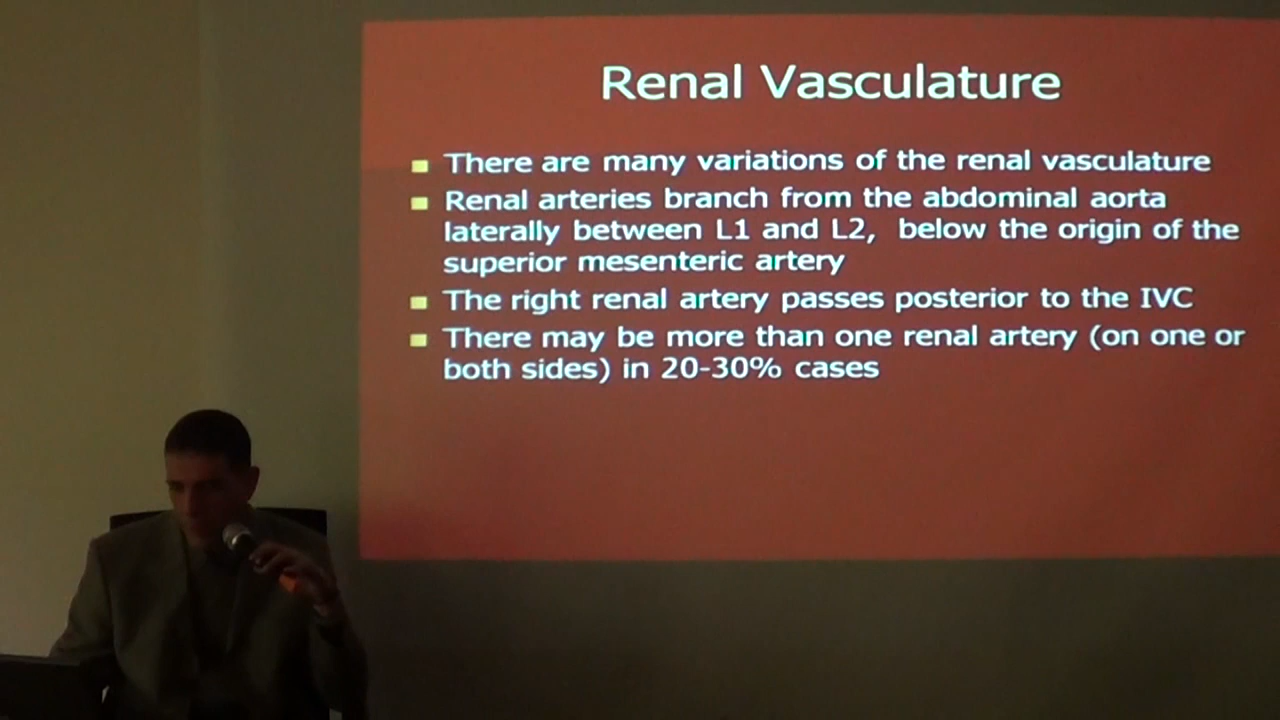 Renal Vasculature
There are many variations of the renal vasculature
Renal arteries branch from the abdominal aorta
laterally between L1 and L2, below the origin of the
superior mesenteric artery
The right renal artery passes posterior to the IVC
There may be more than one renal artery (on one or
both sides) in 20-30% cases